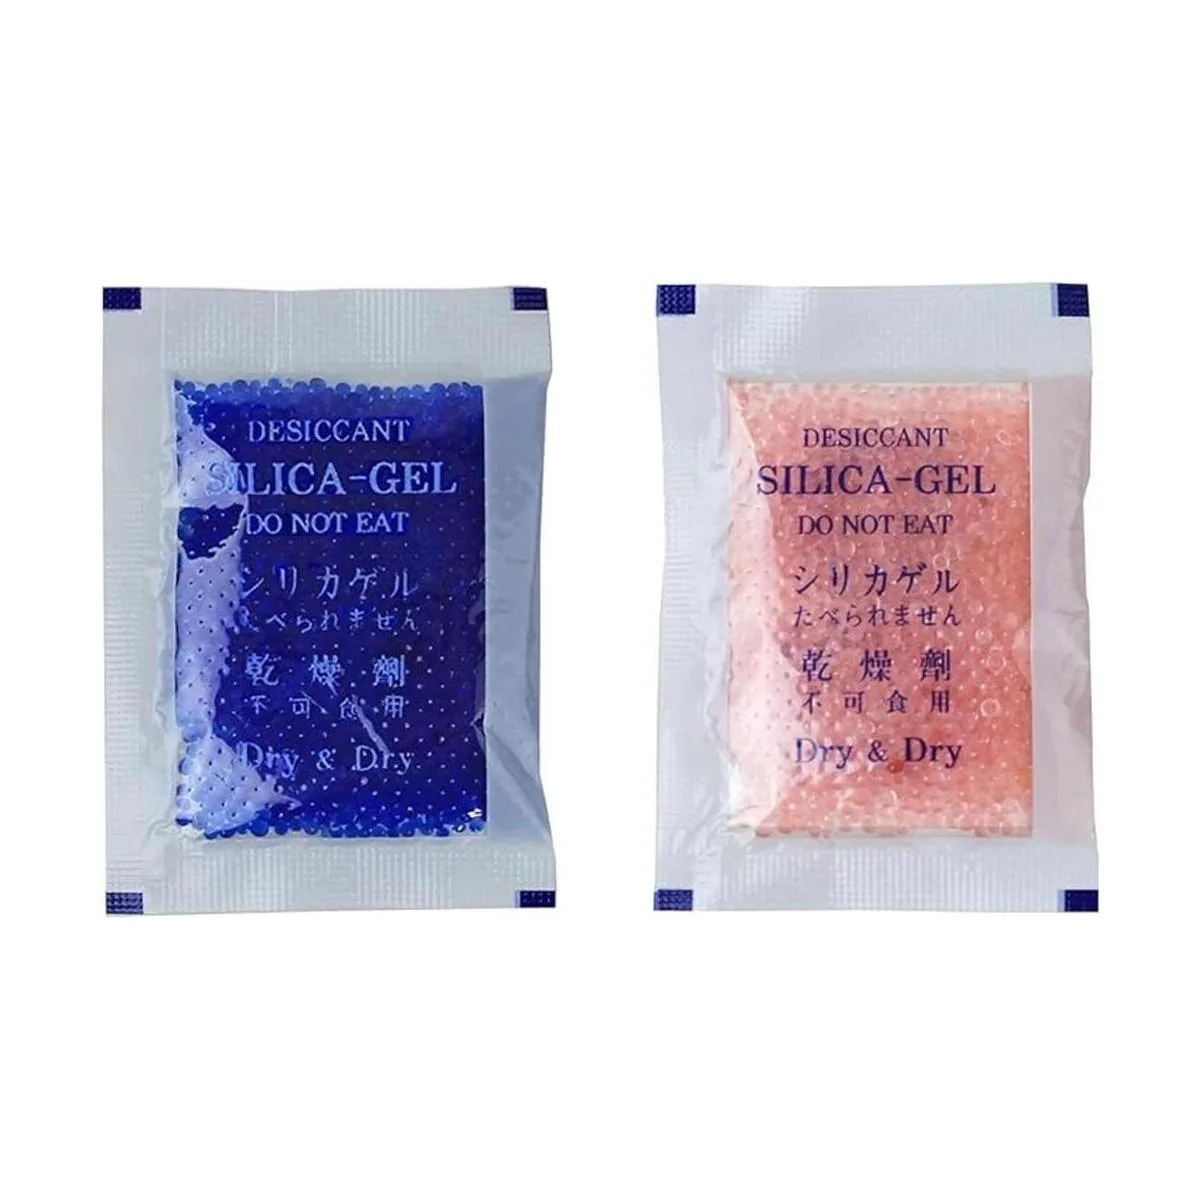 DESICCANT
SILICA-GEL
DO NOT EAT
シリカゲル
たべられません
乾燥劑
不可食用
Dry & Dry
DESICCANT
SILICA-GEL
DO NOT EAT
シリカゲル
たべられません
乾燥劑
不可食用
Dry & Dry